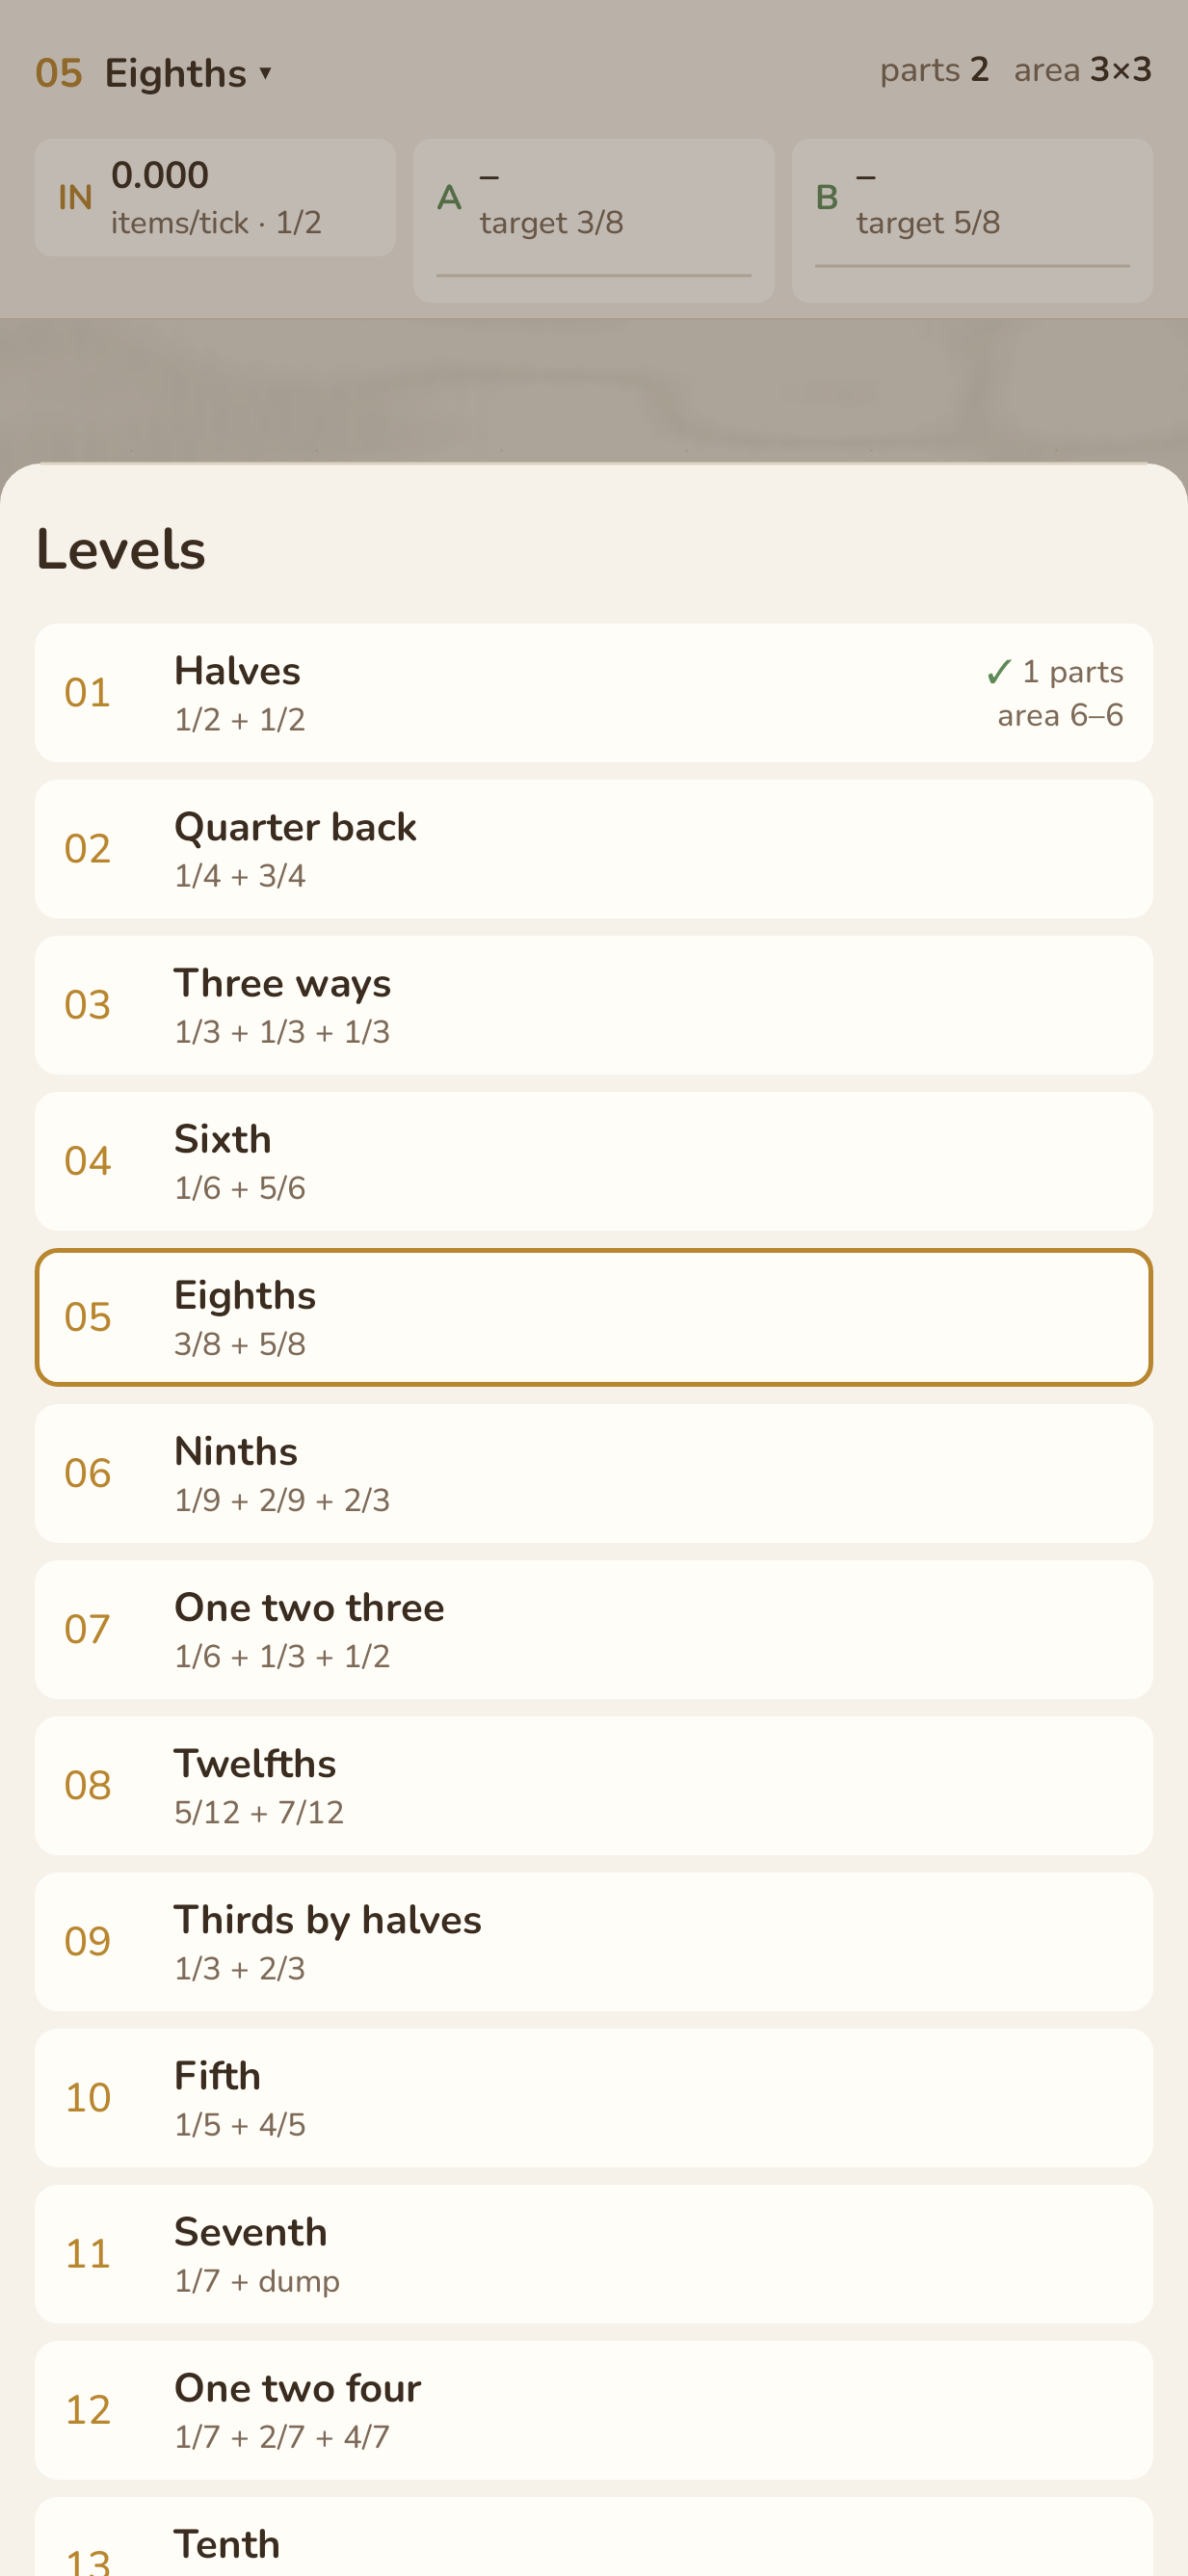 05 Eighths ▾ parts 2 area 3×3
IN 0.000
items/tick · 1/2
A –
target 3/8
B –
target 5/8
Levels
01 Halves ✓ 1 parts
1/2 + 1/2 area 6–6
02 Quarter back
1/4 + 3/4
03 Three ways
1/3 + 1/3 + 1/3
04 Sixth
1/6 + 5/6
05 Eighths
3/8 + 5/8
06 Ninths
1/9 + 2/9 + 2/3
07 One two three
1/6 + 1/3 + 1/2
08 Twelfths
5/12 + 7/12
09 Thirds by halves
1/3 + 2/3
10 Fifth
1/5 + 4/5
11 Seventh
1/7 + dump
12 One two four
1/7 + 2/7 + 4/7
13 Tenth